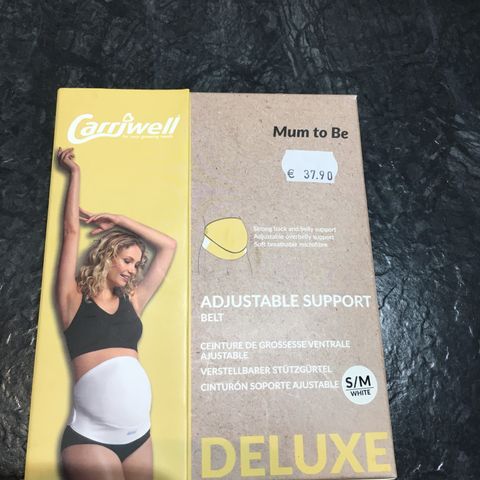 Carriwell
Mum to Be
€ 37.90
Strong back and belly support
Adjustable overbelly support
Soft breathable microfibre
ADJUSTABLE SUPPORT
BELT
CEINTURE DE GROSSESSE VENTRALE
AJUSTABLE
VERSTELLBARER STÜTZGÜRTEL
CINTURÓN SOPORTE AJUSTABLE
S/M
WHITE
DELUXE